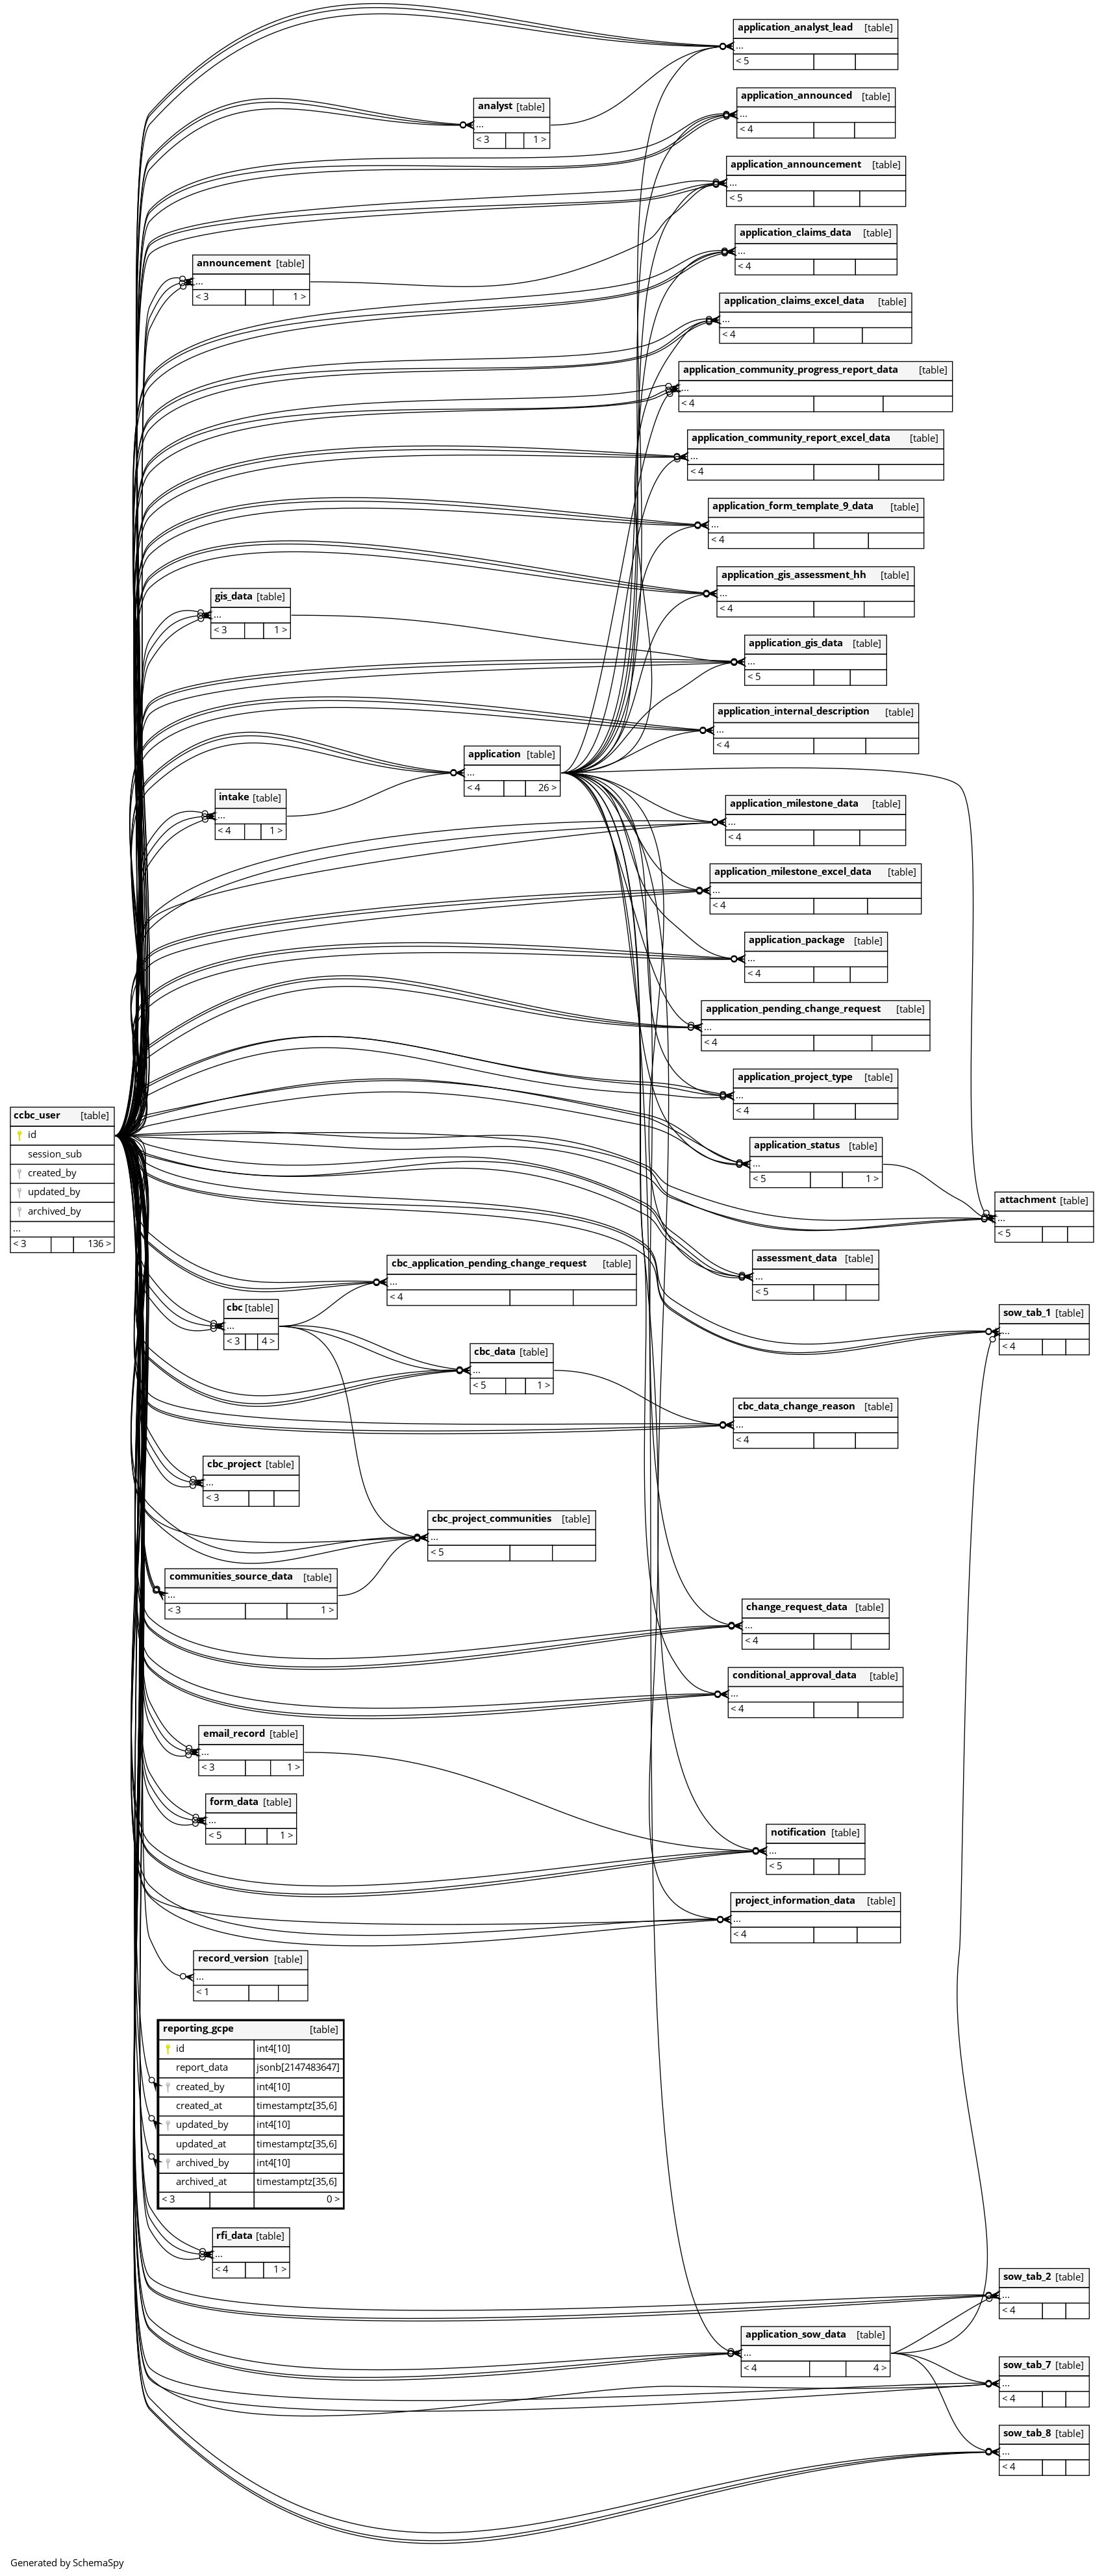 application_analyst_lead [table]
...
< 5
application_announced [table]
...
< 4
analyst [table]
...
< 3 1 >
application_announcement [table]
...
< 5
application_claims_data [table]
...
< 4
announcement [table]
...
< 3 1 >
application_claims_excel_data [table]
...
< 4
application_community_progress_report_data [table]
...
< 4
application_community_report_excel_data [table]
...
< 4
application_form_template_9_data [table]
...
< 4
application_gis_assessment_hh [table]
...
< 4
gis_data [table]
...
< 3 1 >
application_gis_data [table]
...
< 5
application_internal_description [table]
...
< 4
application [table]
...
< 4 26 >
intake [table]
...
< 4 1 >
application_milestone_data [table]
...
< 4
application_milestone_excel_data [table]
...
< 4
application_package [table]
...
< 4
application_pending_change_request [table]
...
< 4
application_project_type [table]
...
< 4
ccbc_user [table]
id
session_sub
created_by
updated_by
archived_by
...
< 3 136 >
application_status [table]
...
< 5 1 >
attachment [table]
...
< 5
assessment_data [table]
...
< 5
cbc_application_pending_change_request [table]
...
< 4
cbc [table]
...
< 3 4 >
sow_tab_1 [table]
...
< 4
cbc_data [table]
...
< 5 1 >
cbc_data_change_reason [table]
...
< 4
cbc_project [table]
...
< 3
cbc_project_communities [table]
...
< 5
communities_source_data [table]
...
< 3 1 >
change_request_data [table]
...
< 4
conditional_approval_data [table]
...
< 4
email_record [table]
...
< 3 1 >
form_data [table]
...
< 5 1 >
notification [table]
...
< 5
project_information_data [table]
...
< 4
record_version [table]
...
< 1
reporting_gcpe [table]
id int4[10]
report_data jsonb[2147483647]
created_by int4[10]
created_at timestamptz[35,6]
updated_by int4[10]
updated_at timestamptz[35,6]
archived_by int4[10]
archived_at timestamptz[35,6]
< 3 0 >
rfi_data [table]
...
< 4 1 >
sow_tab_2 [table]
...
< 4
application_sow_data [table]
...
< 4 4 >
sow_tab_7 [table]
...
< 4
sow_tab_8 [table]
...
< 4
Generated by SchemaSpy